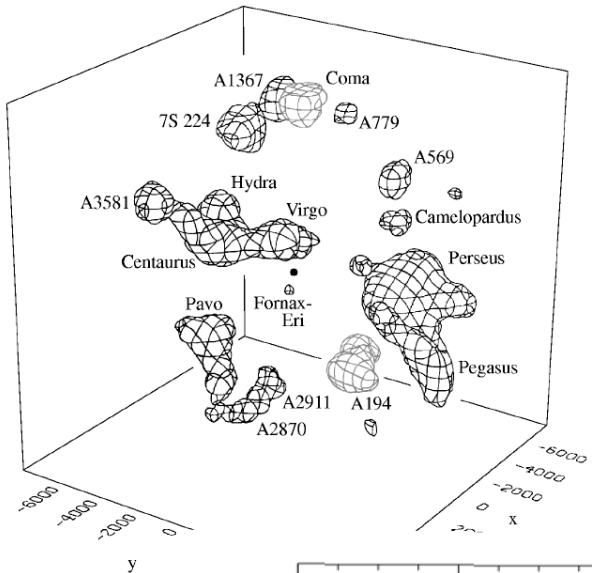 A1367
Coma
7S 224
A779
A569
Hydra
A3581
Virgo
Camelopardus
Centaurus
Perseus
Pavo
Fornax-
Eri
Pegasus
A2911
A194
A2870
-6000
-4000
-2000
0
y
-6000
-4000
-2000
0
x